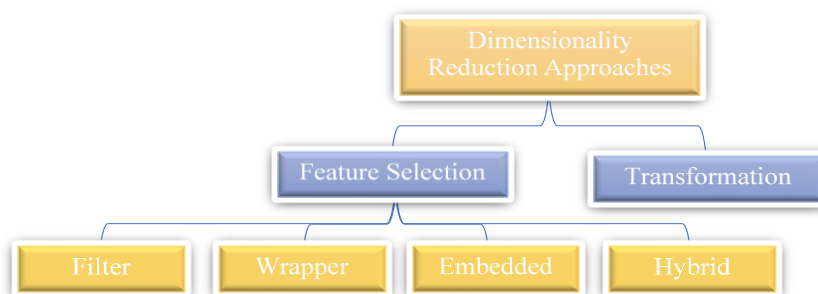 Dimensionality
Reduction Approaches
Feature Selection
Transformation
Filter
Wrapper
Embedded
Hybrid